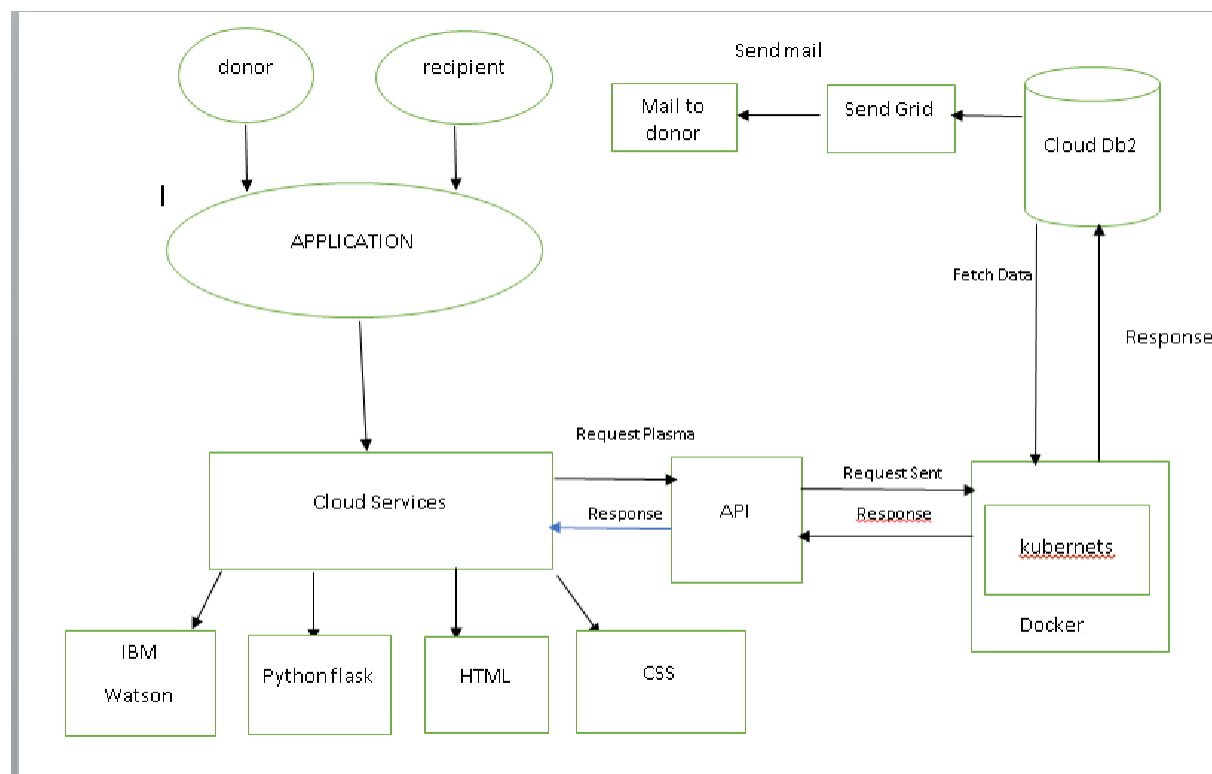 donor
recipient
Send mail
Mail to
donor
Send Grid
Cloud Db2
APPLICATION
Fetch Data
Response
Request Plasma
Cloud Services
Response
API
Request Sent
Response
kubernets
Docker
IBM
Watson
Python flask
HTML
CSS